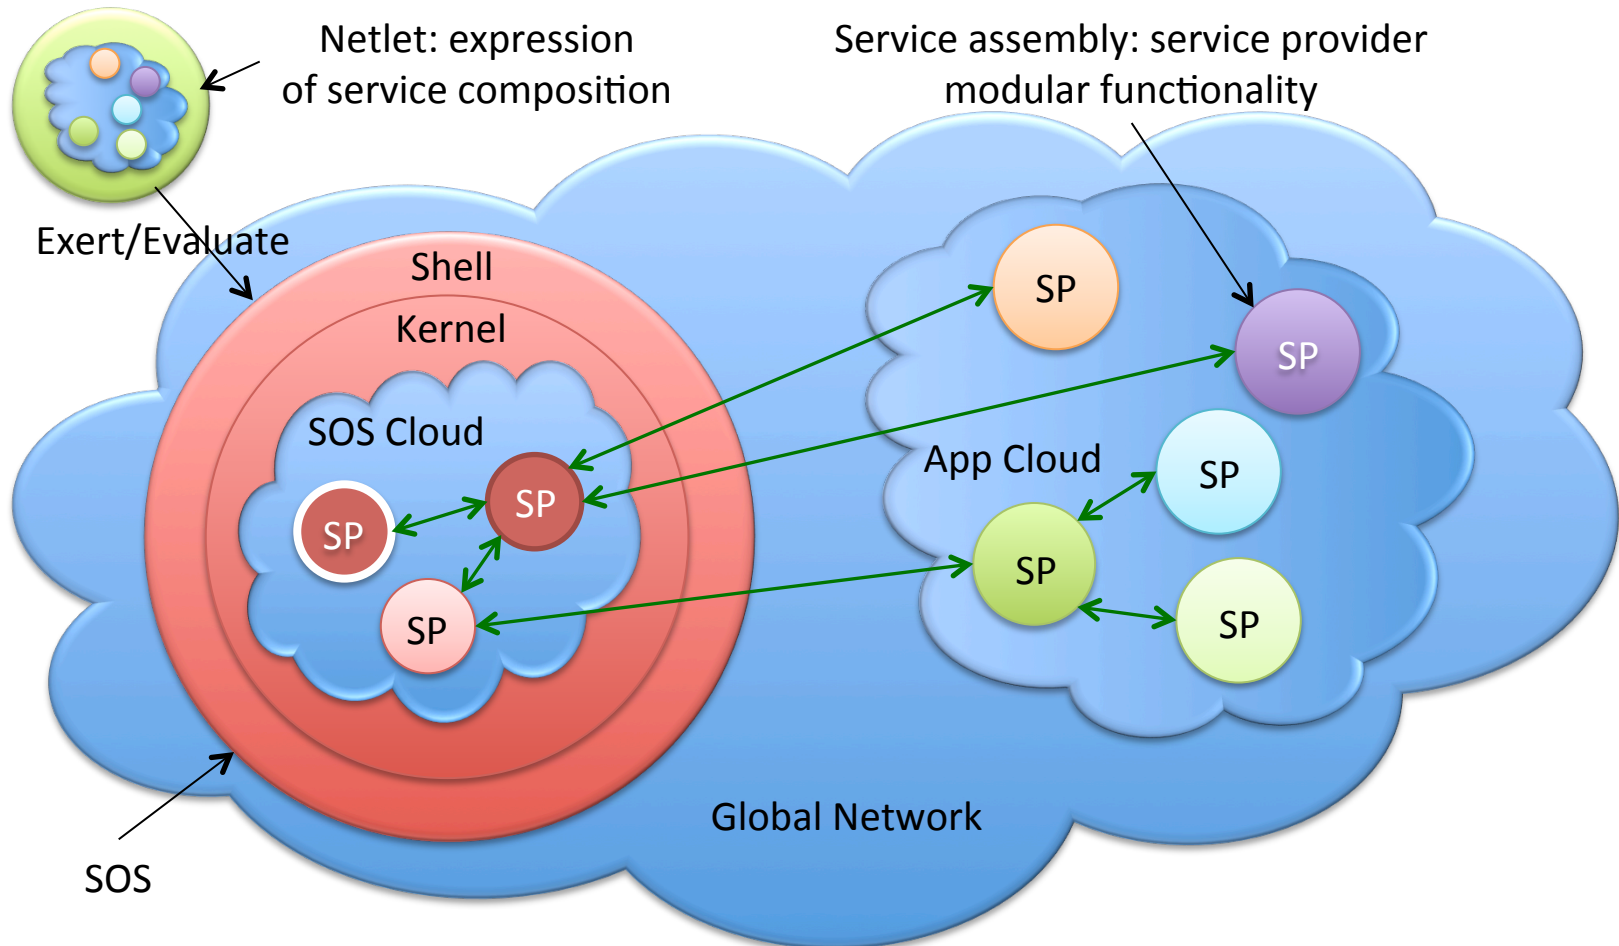 Netlet: expression
of service composition
Service assembly: service provider
modular functionality
Exert/Evaluate
Shell
Kernel
SOS Cloud
SP
SP
SP
App Cloud
SP
SP
SP
SP
SP
Global Network
SOS